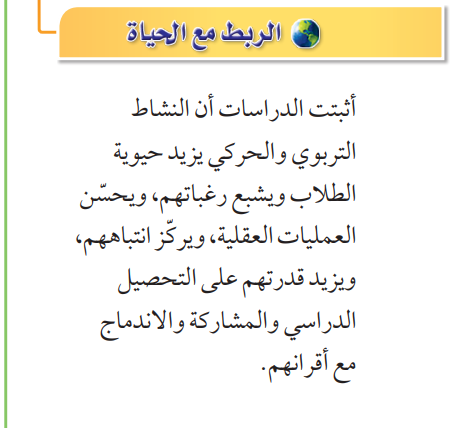 الربط مع الحياة
أثبتت الدراسات أن النشاط
التربوي والحركي يزيد حيوية
الطلاب ويشبع رغباتهم، ويحسّن
العمليات العقلية، ويركّز انتباههم،
ويزيد قدرتهم على التحصيل
الدراسي والمشاركة والاندماج
مع أقرانهم.